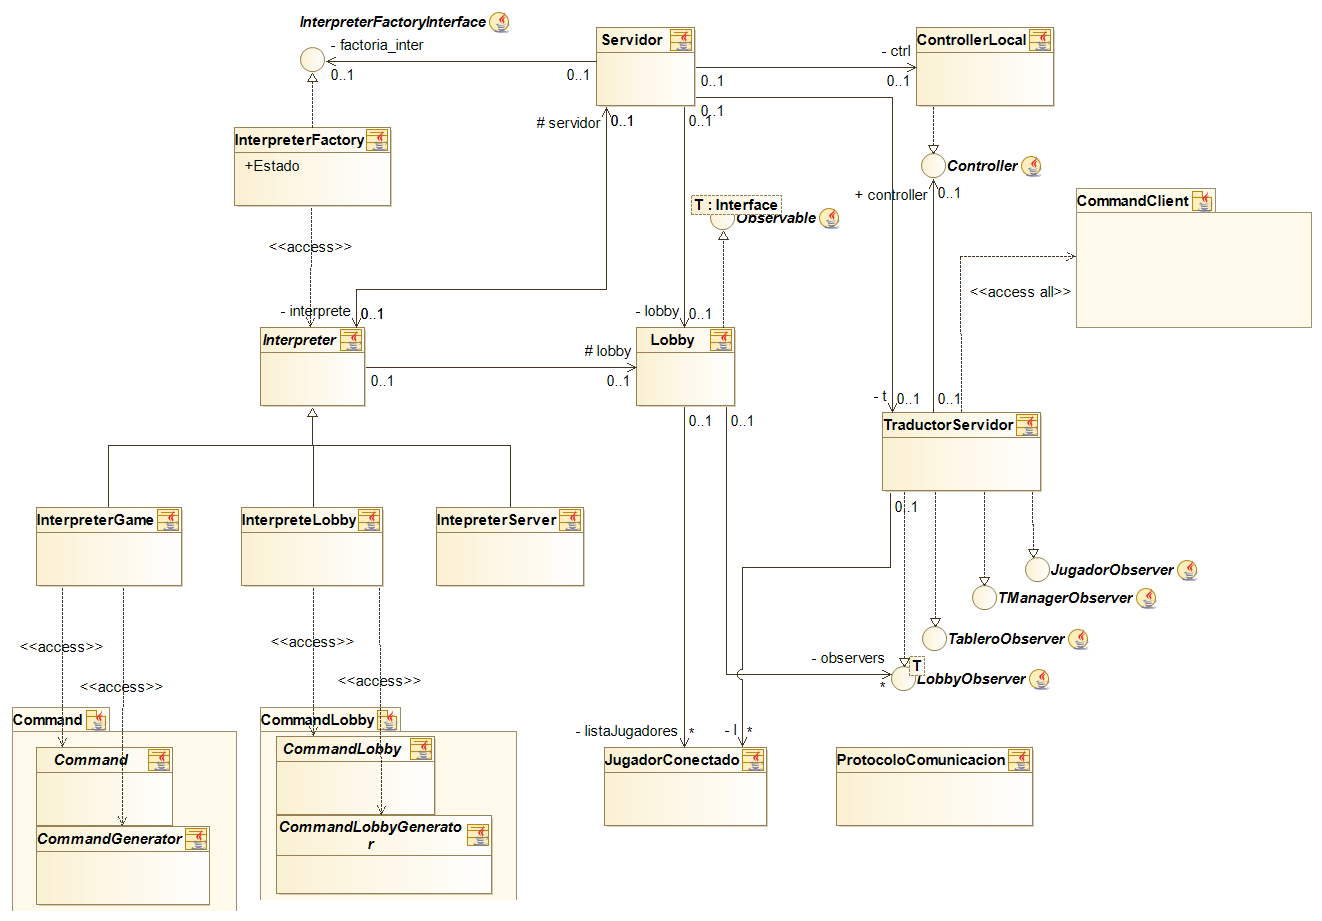 InterpreterFactoryInterface
- factoria_inter
0..1
0..1
Servidor
- ctrl
0..1
0..1
ControllerLocal
0..1
0..1
# servidor
0..1
InterpreterFactory
+Estado
Controller
+ controller
0..1
T : Interface
Observable
CommandClient
<<access>>
<<access all>>
- interprete
0..1
- lobby
0..1
Interpreter
# lobby
0..1
0..1
Lobby
- t
0..1
0..1
0..1
0..1
TraductorServidor
0..1
InterpreterGame
InterpreteLobby
IntepreterServer
JugadorObserver
TManagerObserver
TableroObserver
T
LobbyObserver
- observers
*
<<access>>
<<access>>
<<access>>
<<access>>
Command
Command
CommandGenerator
CommandLobby
CommandLobby
CommandLobbyGenerato
r
- listaJugadores
*
- l
*
JugadorConectado
ProtocoloComunicacion